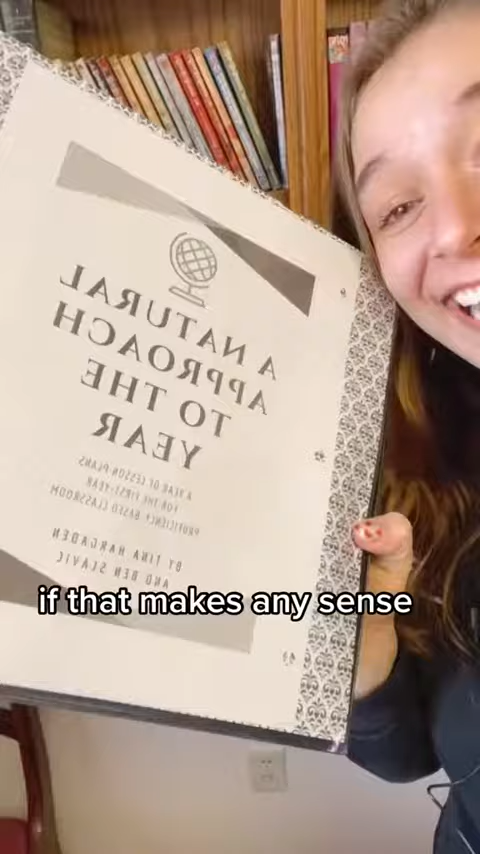 A NATURAL
APPROACH
TO THE
YEAR
A YEAR OF LESSON PLANS
FOR THE FIRST-YEAR
PROFICIENCY BASED CLASSROOM
BY TINA HARGADEN
AND BEN SLAVIC
if that makes any sense